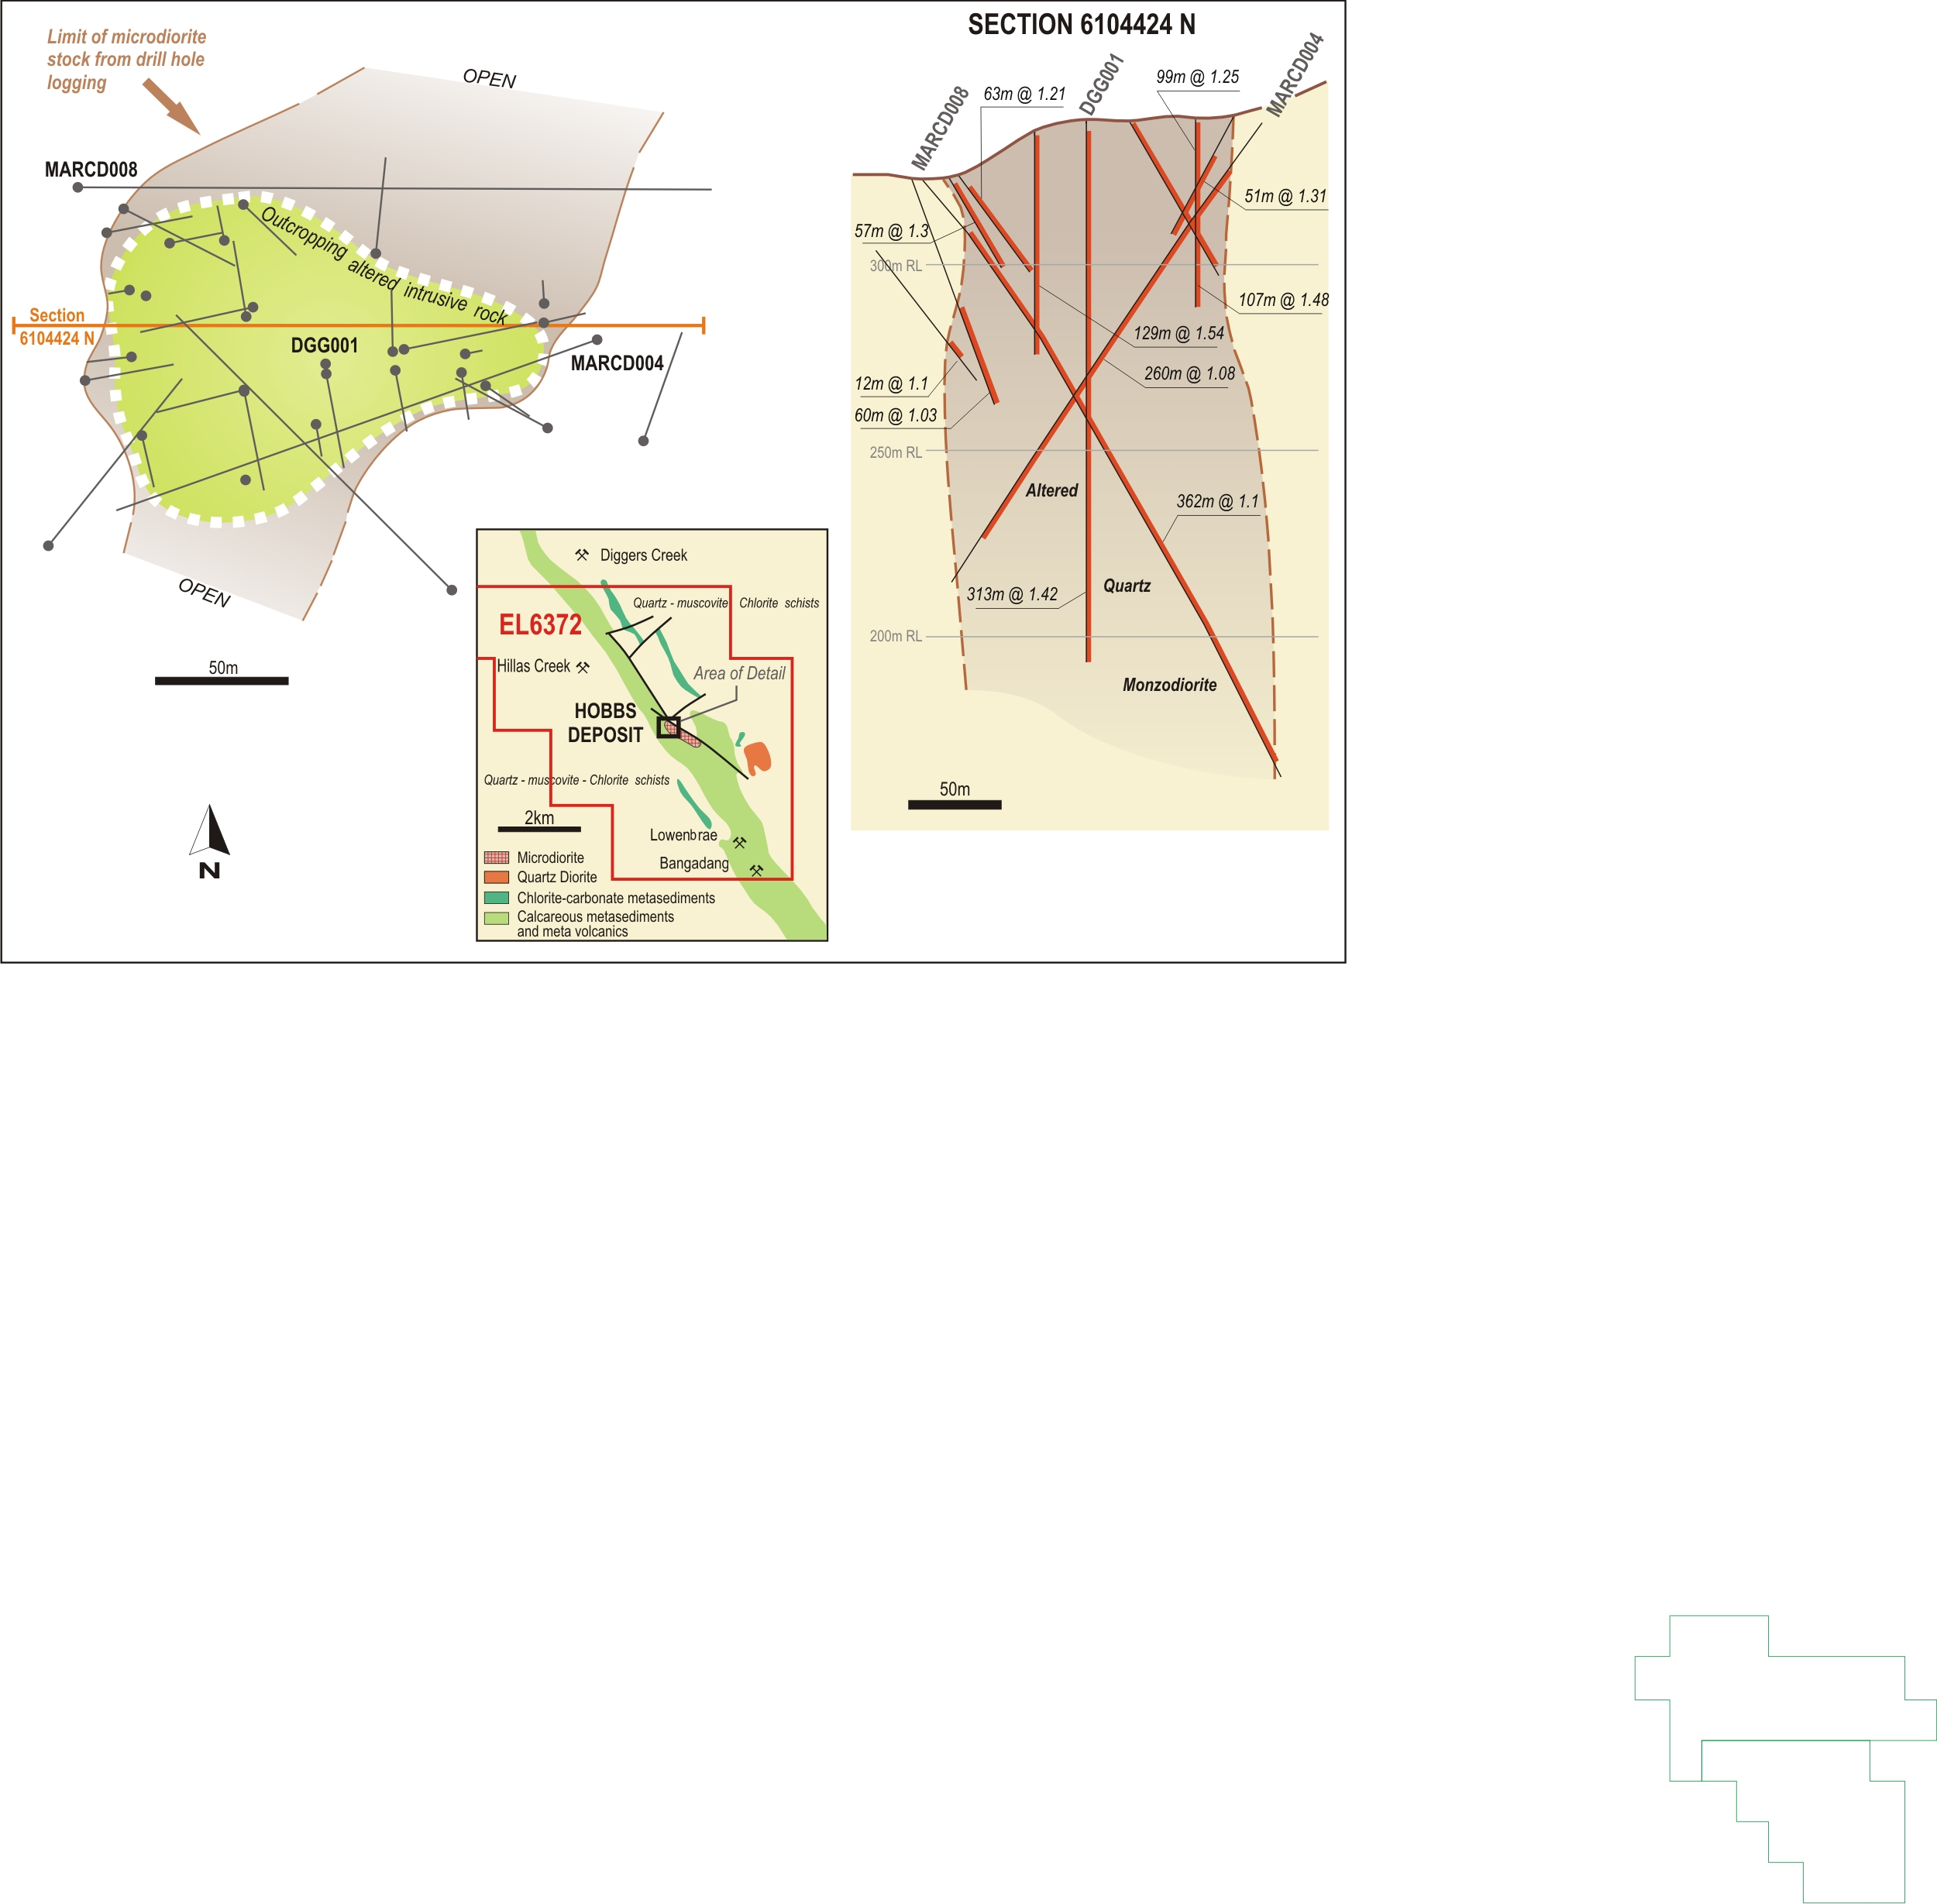 Limit of microdiorite
stock from drill hole
logging
OPEN
MARCD008
Outcropping altered intrusive rock
Section
6104424 N
DGG001
MARCD004
OPEN
50m
N
Diggers Creek
Quartz - muscovite Chlorite schists
EL6372
Hillas Creek
Area of Detail
HOBBS
DEPOSIT
Quartz - muscovite - Chlorite schists
2km
Lowenbrae
Bangadang
Microdiorite
Quartz Diorite
Chlorite-carbonate metasediments
Calcareous metasediments
and meta volcanics
SECTION 6104424 N
MARCD008
63m @ 1.21
DGG001
99m @ 1.25
MARCD004
51m @ 1.31
57m @ 1.3
300m RL
107m @ 1.48
129m @ 1.54
260m @ 1.08
12m @ 1.1
60m @ 1.03
250m RL
Altered
362m @ 1.1
Quartz
313m @ 1.42
200m RL
Monzodiorite
50m